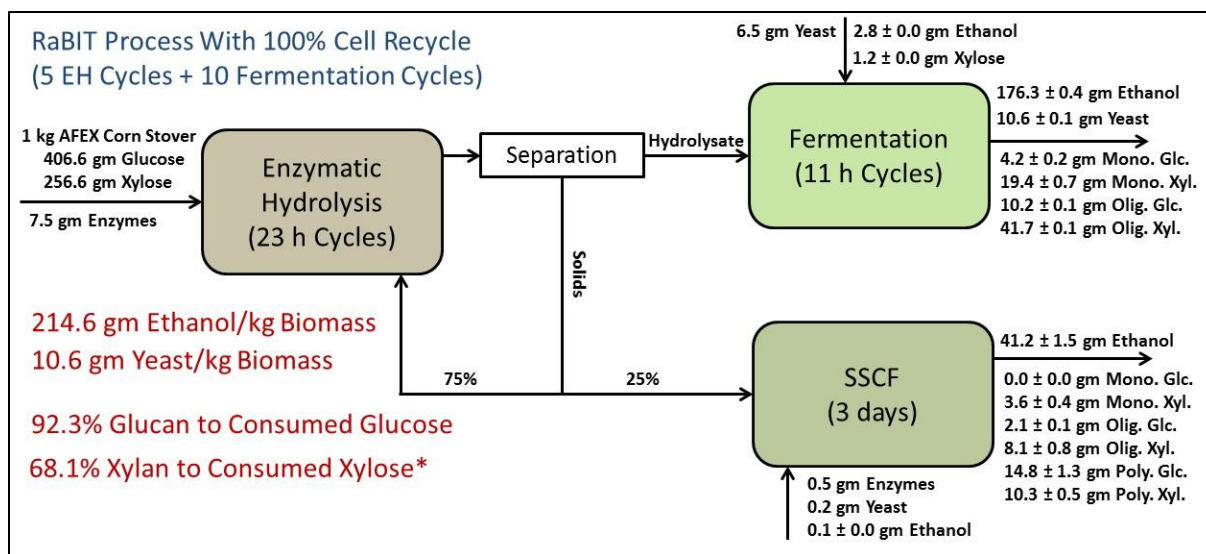 RaBIT Process With 100% Cell Recycle
(5 EH Cycles + 10 Fermentation Cycles)
6.5 gm Yeast
2.8 ± 0.0 gm Ethanol
1.2 ± 0.0 gm Xylose
1 kg AFEX Corn Stover
406.6 gm Glucose
256.6 gm Xylose
7.5 gm Enzymes
Enzymatic
Hydrolysis
(23 h Cycles)
Separation
Hydrolysate
Fermentation
(11 h Cycles)
176.3 ± 0.4 gm Ethanol
10.6 ± 0.1 gm Yeast
4.2 ± 0.2 gm Mono. Glc.
19.4 ± 0.7 gm Mono. Xyl.
10.2 ± 0.1 gm Olig. Glc.
41.7 ± 0.1 gm Olig. Xyl.
Solids
214.6 gm Ethanol/kg Biomass
10.6 gm Yeast/kg Biomass
75%
25%
92.3% Glucan to Consumed Glucose
68.1% Xylan to Consumed Xylose*
SSCF
(3 days)
41.2 ± 1.5 gm Ethanol
0.0 ± 0.0 gm Mono. Glc.
3.6 ± 0.4 gm Mono. Xyl.
2.1 ± 0.1 gm Olig. Glc.
8.1 ± 0.8 gm Olig. Xyl.
14.8 ± 1.3 gm Poly. Glc.
10.3 ± 0.5 gm Poly. Xyl.
0.5 gm Enzymes
0.2 gm Yeast
0.1 ± 0.0 gm Ethanol